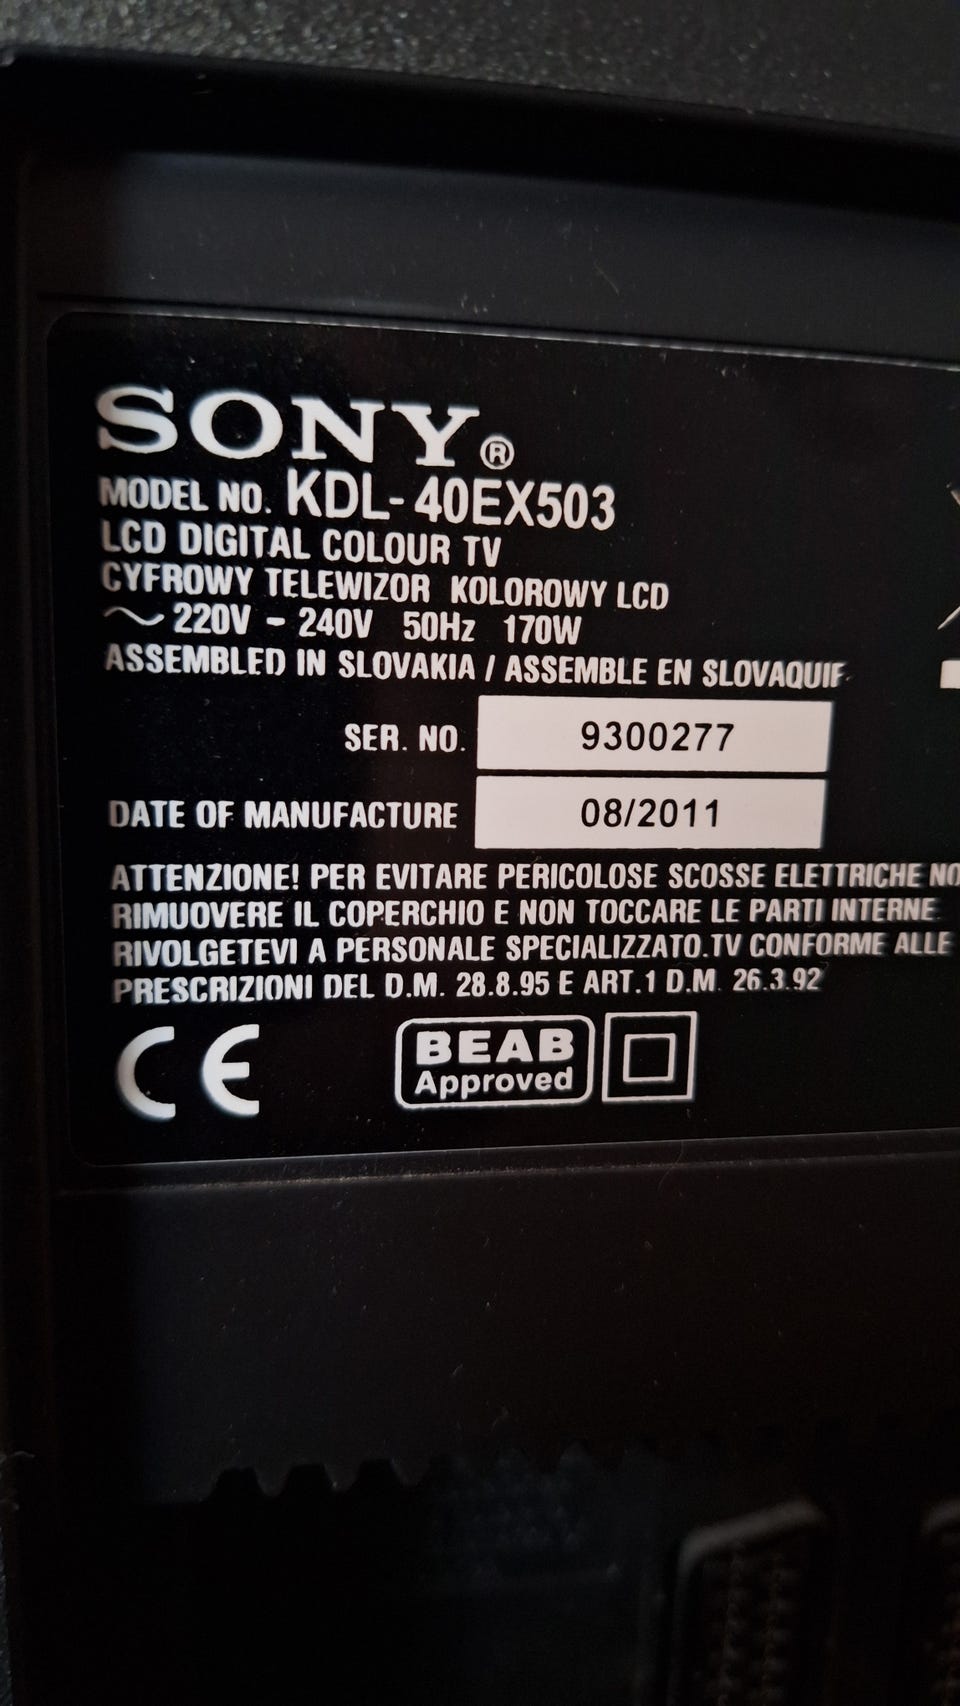 SONY®
MODEL NO. KDL-40EX503
LCD DIGITAL COLOUR TV
CYFROWY TELEWIZOR KOLOROWY LCD
~ 220V - 240V 50Hz 170W
ASSEMBLED IN SLOVAKIA / ASSEMBLE EN SLOVAQUIE
SER. NO. 9300277
DATE OF MANUFACTURE 08/2011
ATTENZIONE! PER EVITARE PERICOLOSE SCOSSE ELETTRICHE NO
RIMUOVERE IL COPERCHIO E NON TOCCARE LE PARTI INTERNE.
RIVOLGETEVI A PERSONALE SPECIALIZZATO.TV CONFORME ALLE
PRESCRIZIONI DEL D.M. 28.8.95 E ART.1 D.M. 26.3.92
CE BEAB
Approved